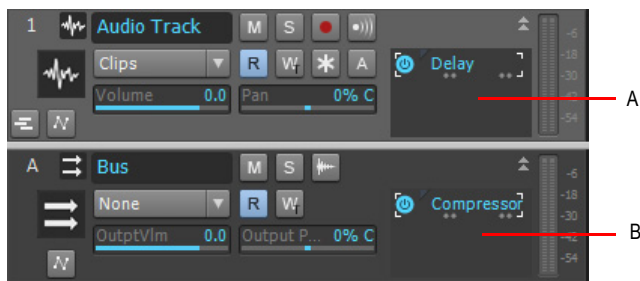 1 Audio Track M S
Clips R W * A Delay
Volume 0.0 Pan 0% C
-6
-18
-30
-42
-54
A
A Bus M S
None R W Compressor
OutptVlm 0.0 Output P... 0% C
-6
-18
-30
-42
-54
B